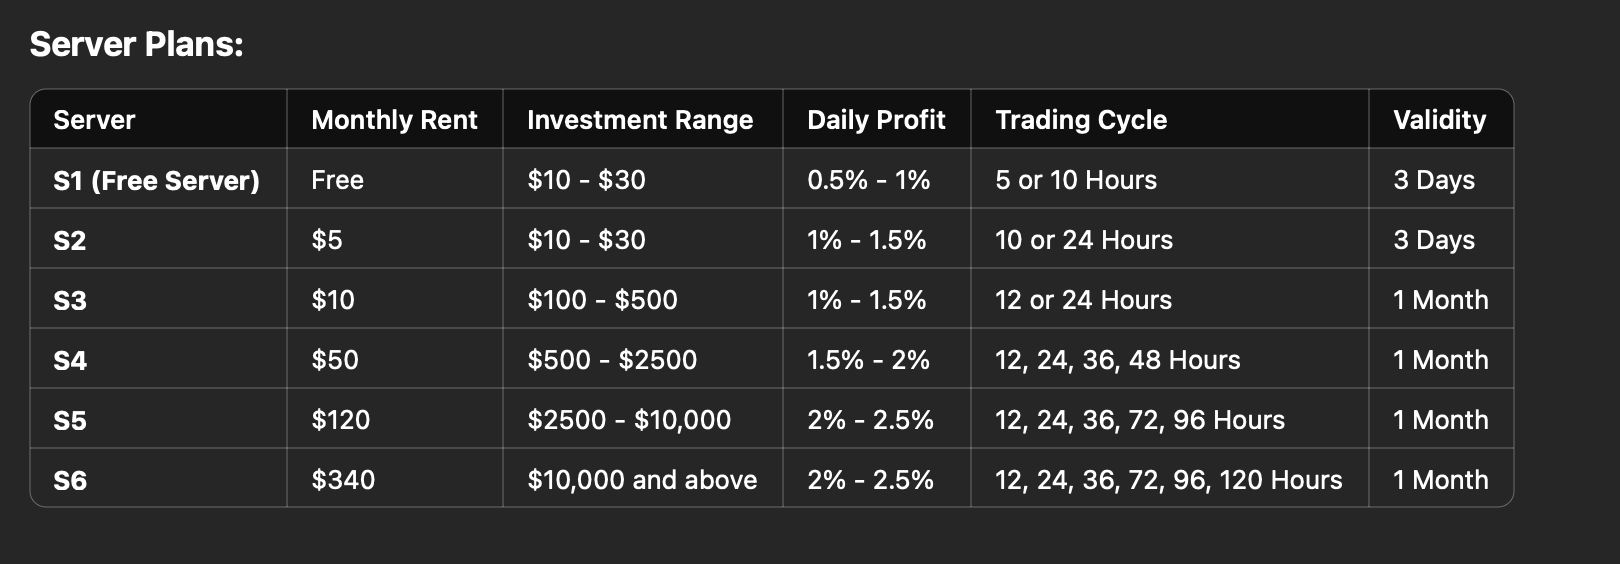 Server Plans:
Server Monthly Rent Investment Range Daily Profit Trading Cycle Validity
S1 (Free Server) Free $10 - $30 0.5% - 1% 5 or 10 Hours 3 Days
S2 $5 $10 - $30 1% - 1.5% 10 or 24 Hours 3 Days
S3 $10 $100 - $500 1% - 1.5% 12 or 24 Hours 1 Month
S4 $50 $500 - $2500 1.5% - 2% 12, 24, 36, 48 Hours 1 Month
S5 $120 $2500 - $10,000 2% - 2.5% 12, 24, 36, 72, 96 Hours 1 Month
S6 $340 $10,000 and above 2% - 2.5% 12, 24, 36, 72, 96, 120 Hours 1 Month